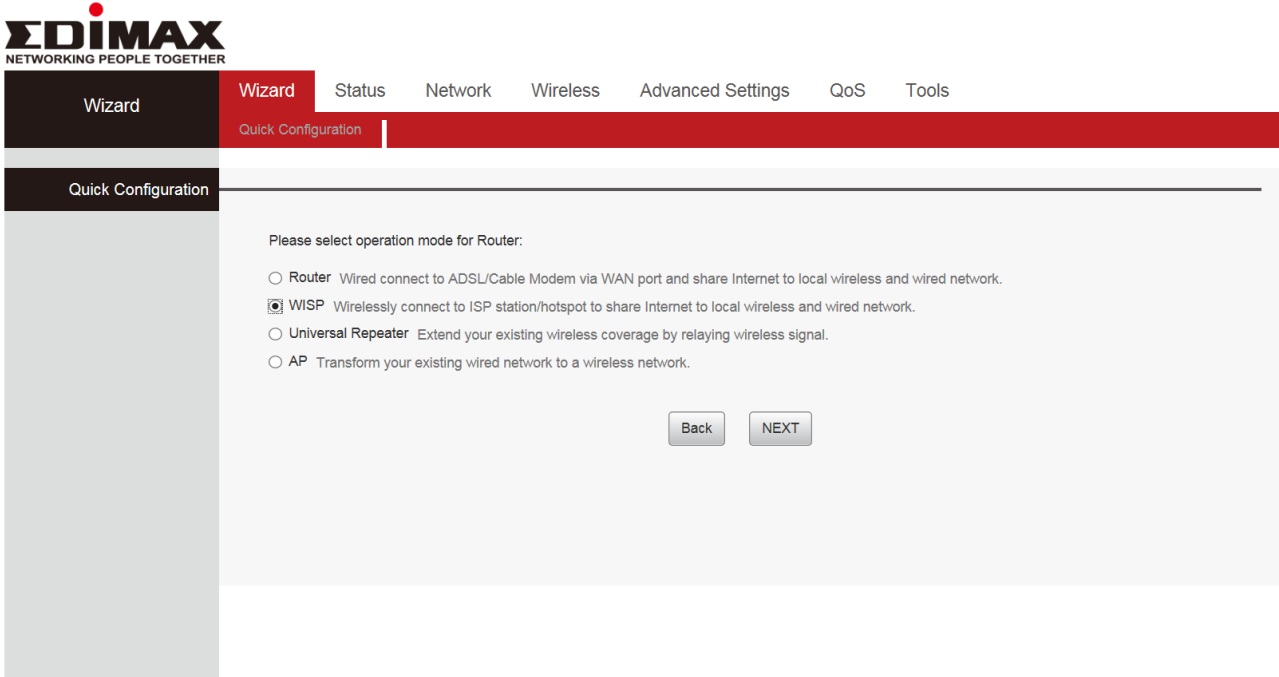 EDIMAX
NETWORKING PEOPLE TOGETHER
Wizard
Wizard Status Network Wireless Advanced Settings QoS Tools
Quick Configuration
Quick Configuration
Please select operation mode for Router:
Router Wired connect to ADSL/Cable Modem via WAN port and share Internet to local wireless and wired network.
WISP Wirelessly connect to ISP station/hotspot to share Internet to local wireless and wired network.
Universal Repeater Extend your existing wireless coverage by relaying wireless signal.
AP Transform your existing wired network to a wireless network.
Back NEXT